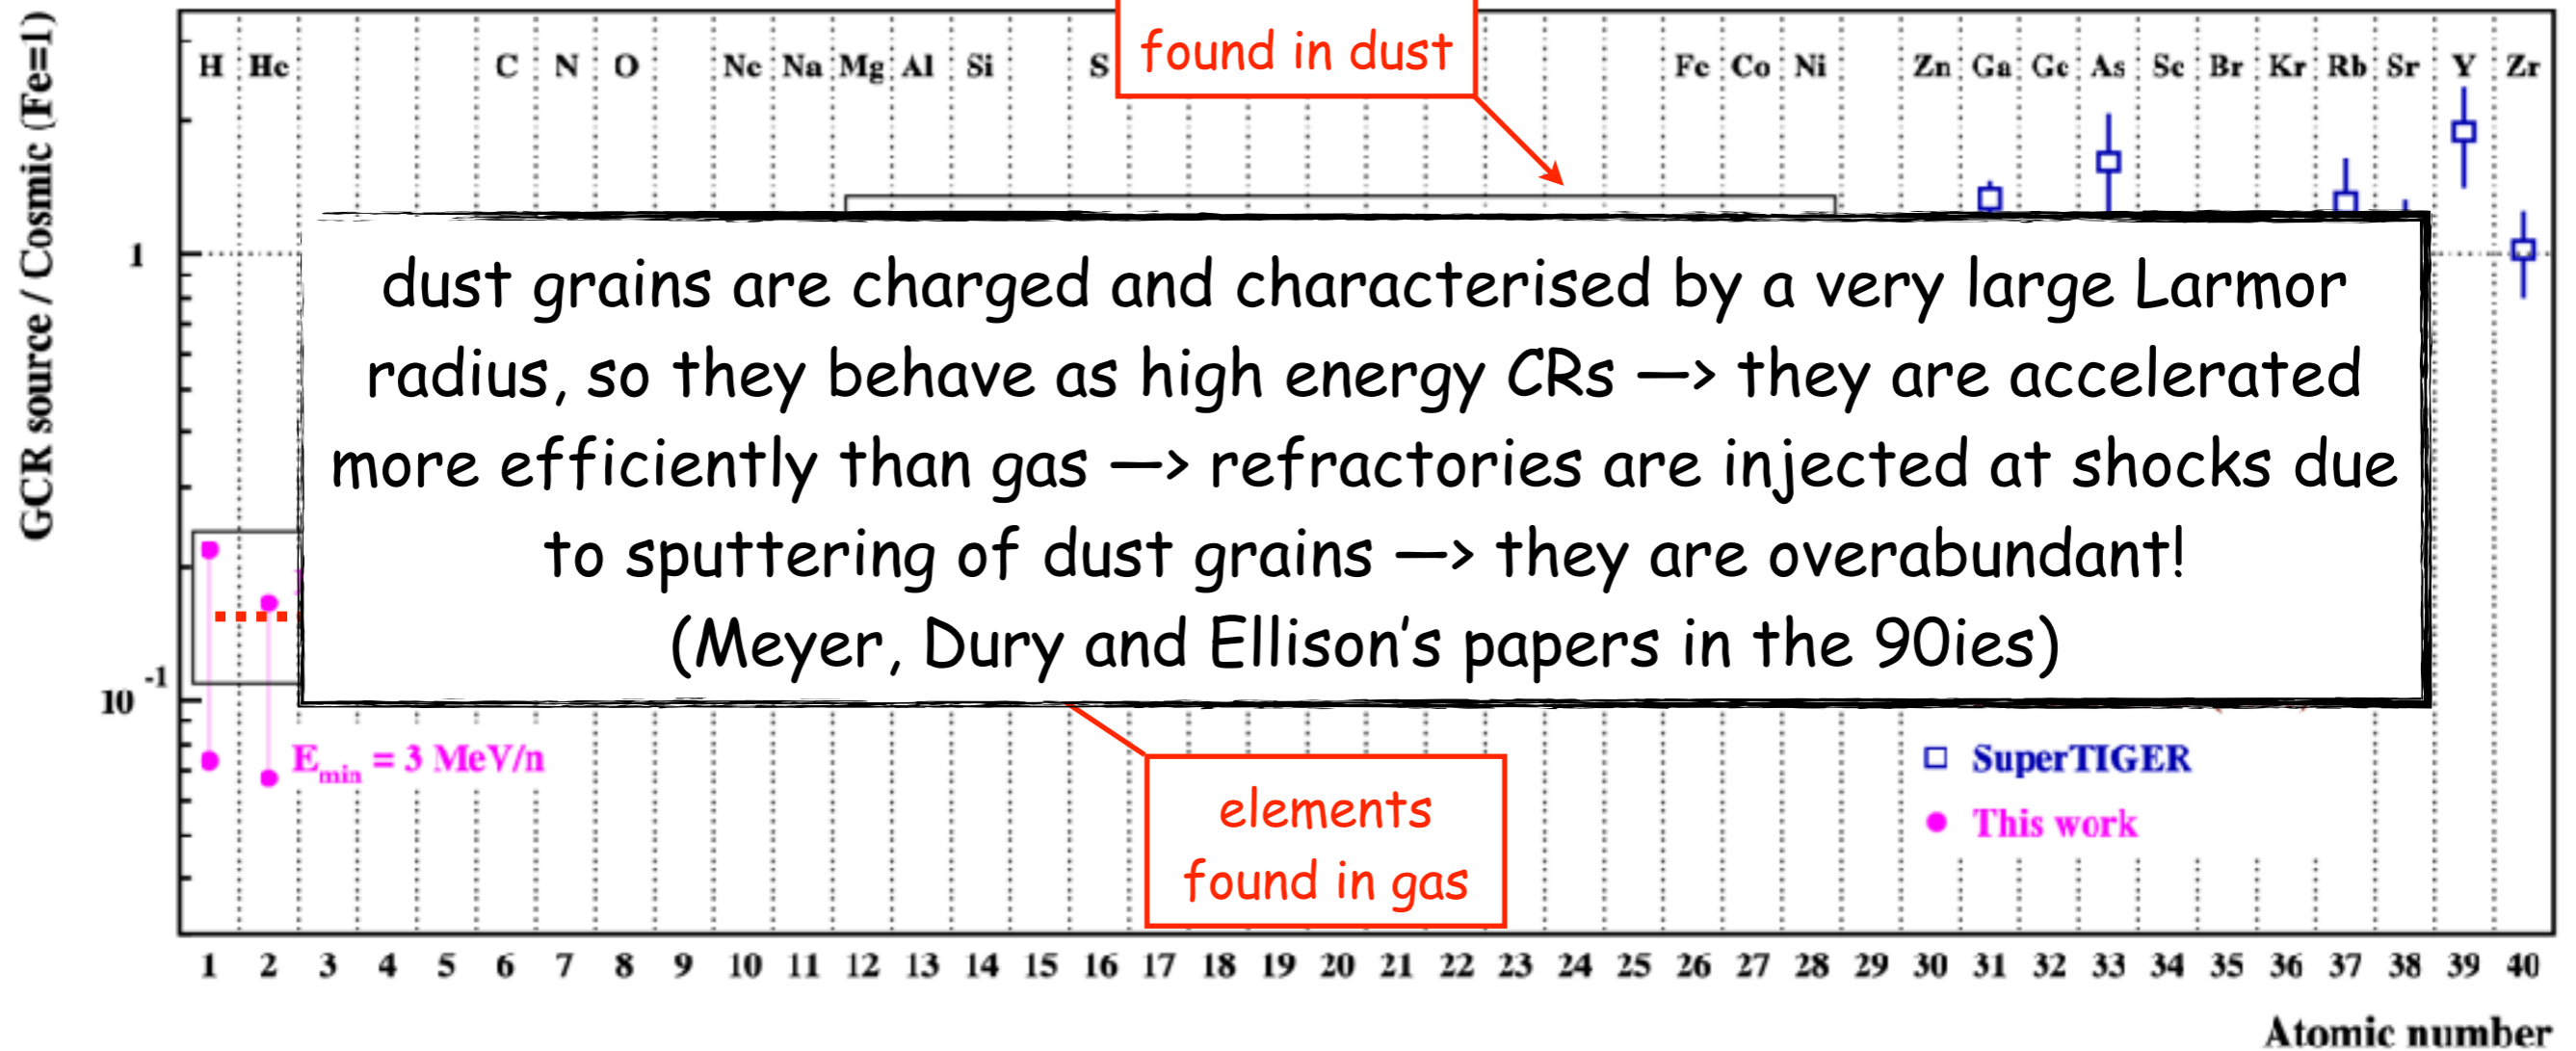 found in dust
GCR source / Cosmic (Fe=1)
H He C N O Ne Na Mg Al Si S Fe Co Ni Zn Ga Ge As Se Br Kr Rb Sr Y Zr
1
dust grains are charged and characterised by a very large Larmor
radius, so they behave as high energy CRs —> they are accelerated
more efficiently than gas —> refractories are injected at shocks due
to sputtering of dust grains —> they are overabundant!
(Meyer, Dury and Ellison's papers in the 90ies)
10 -1
Emin = 3 MeV/n
elements
found in gas
SuperTIGER
This work
1 2 3 4 5 6 7 8 9 10 11 12 13 14 15 16 17 18 19 20 21 22 23 24 25 26 27 28 29 30 31 32 33 34 35 36 37 38 39 40
Atomic number